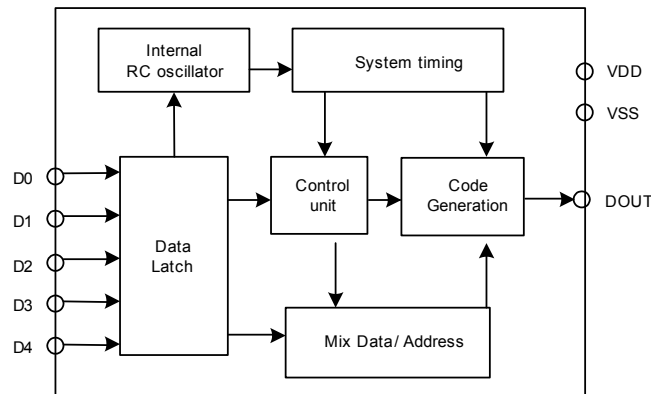 Internal
RC oscillator
System timing
VDD
VSS
D0
D1
D2
D3
D4
Data
Latch
Control
unit
Code
Generation
DOUT
Mix Data/ Address